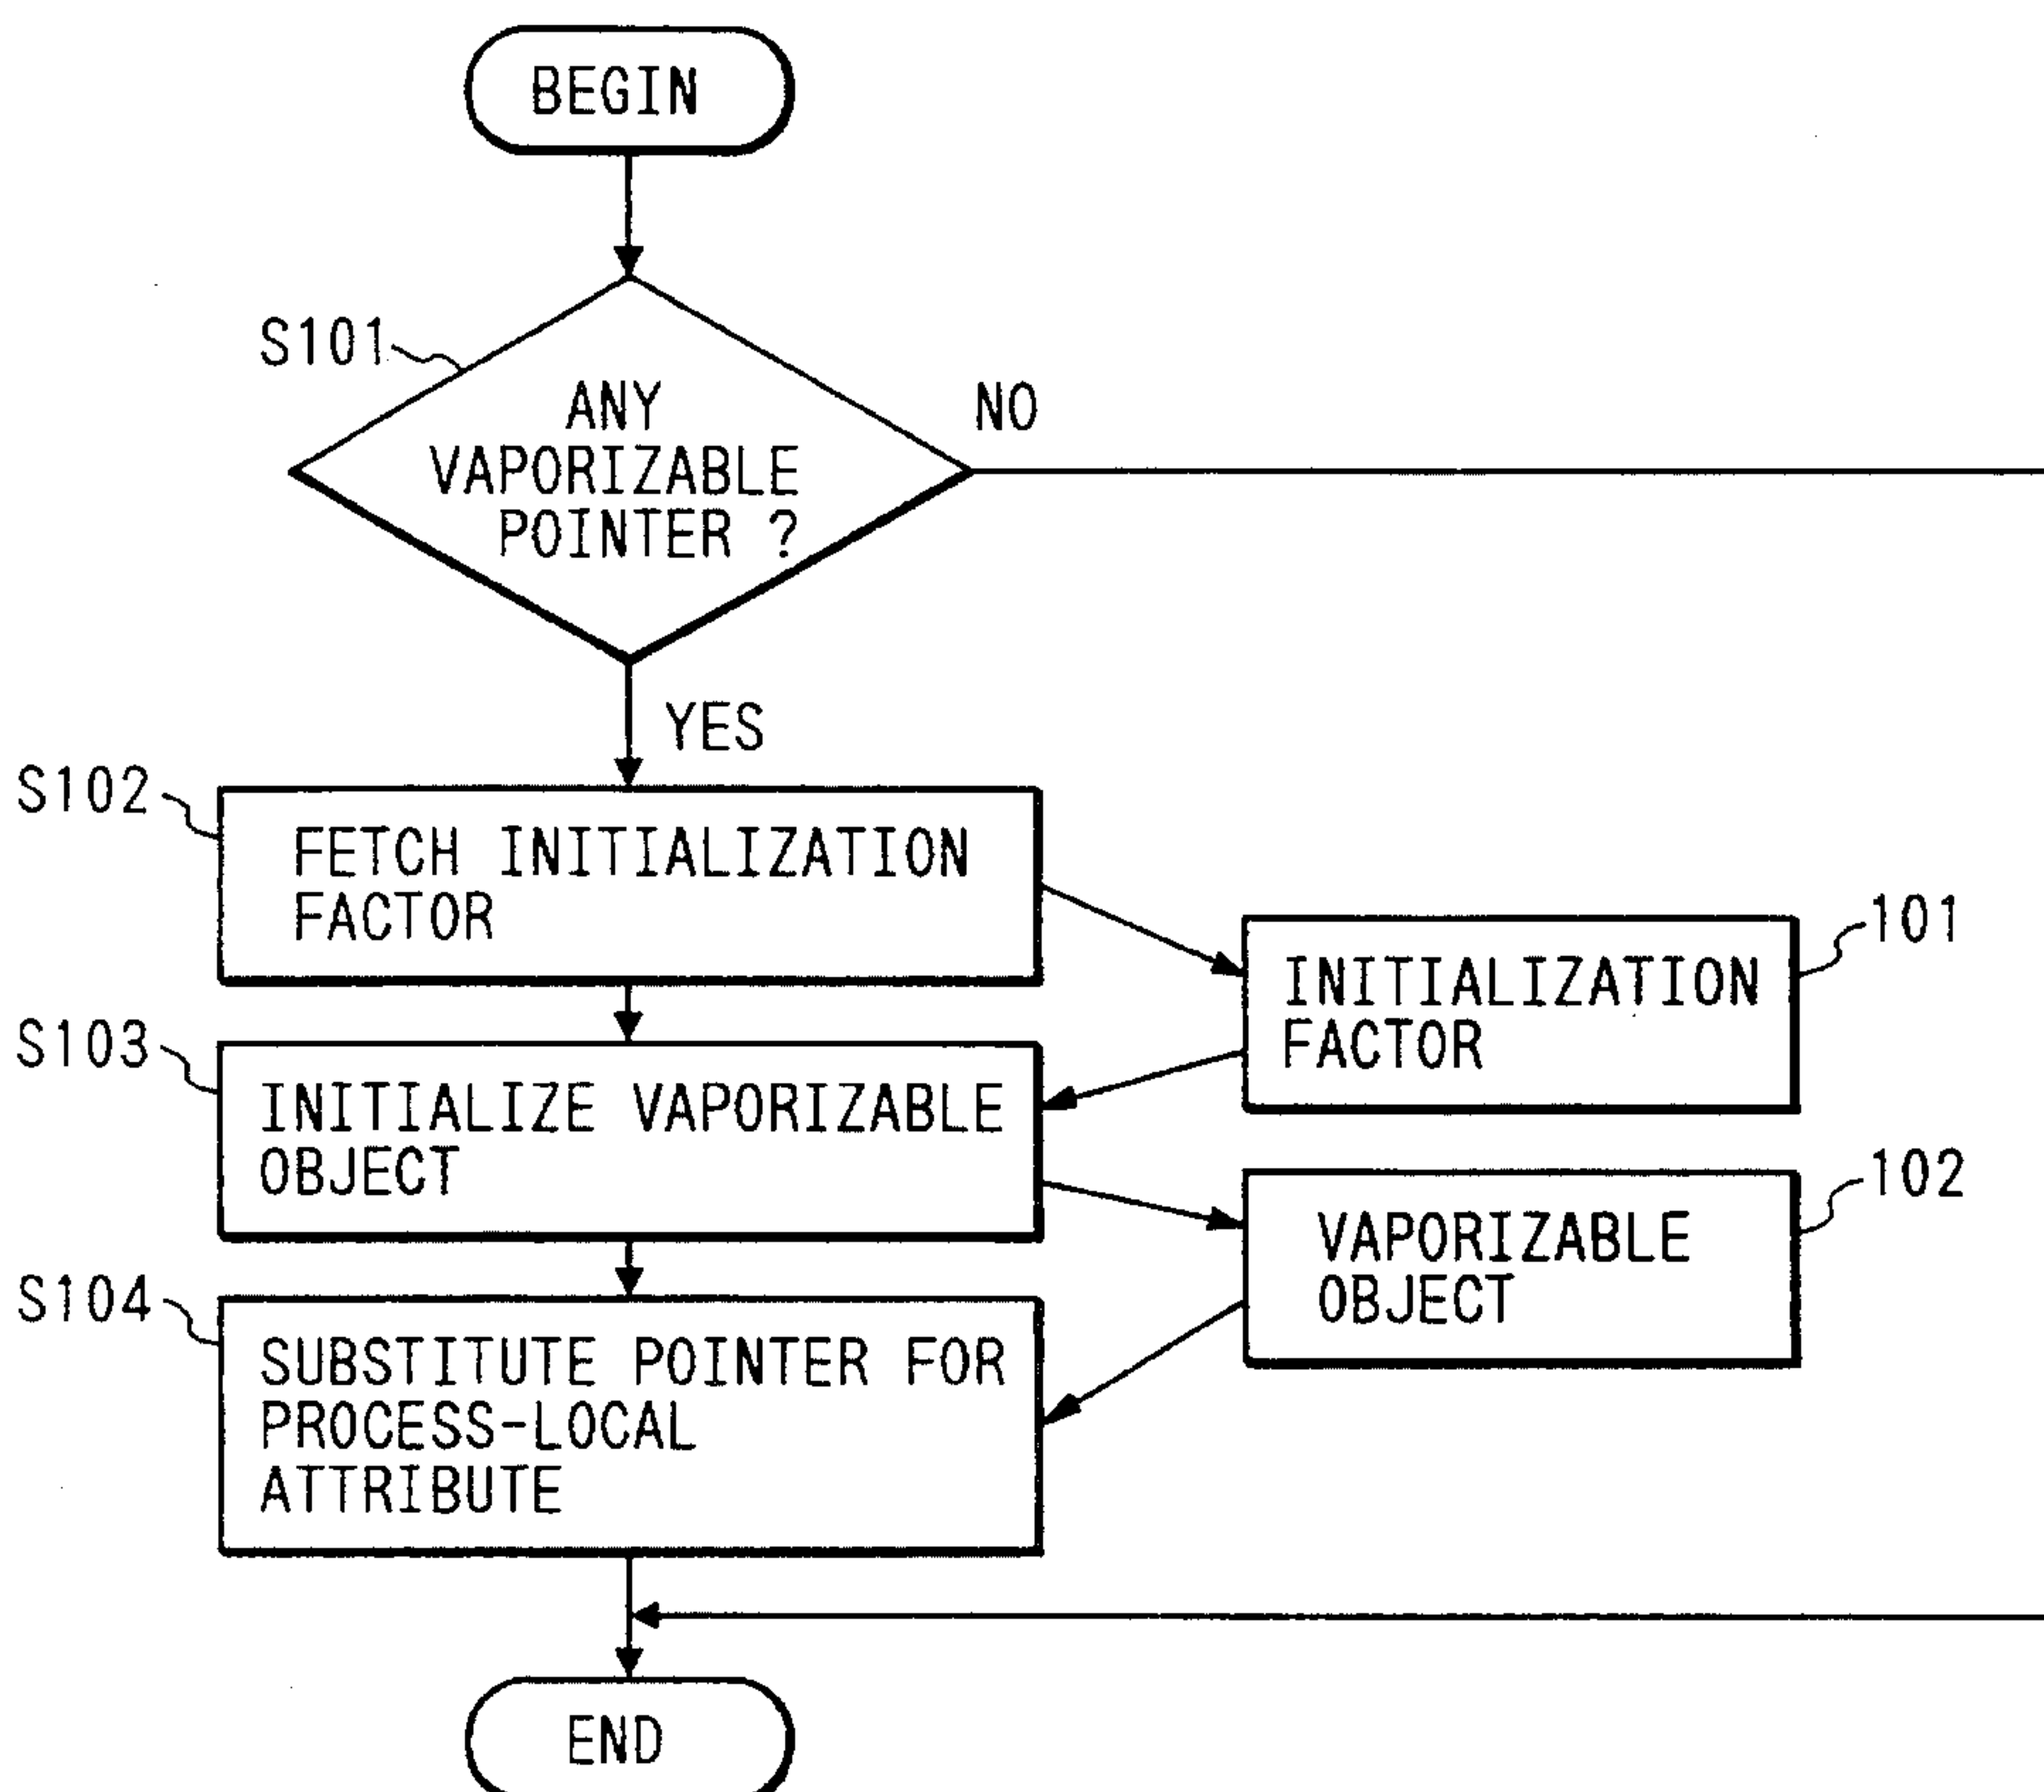 BEGIN
S101
ANY
VAPORIZABLE
POINTER ?
NO
YES
S102
FETCH INITIALIZATION
FACTOR
101
INITIALIZATION
FACTOR
S103
INITIALIZE VAPORIZABLE
OBJECT
102
VAPORIZABLE
OBJECT
S104
SUBSTITUTE POINTER FOR
PROCESS-LOCAL
ATTRIBUTE
END